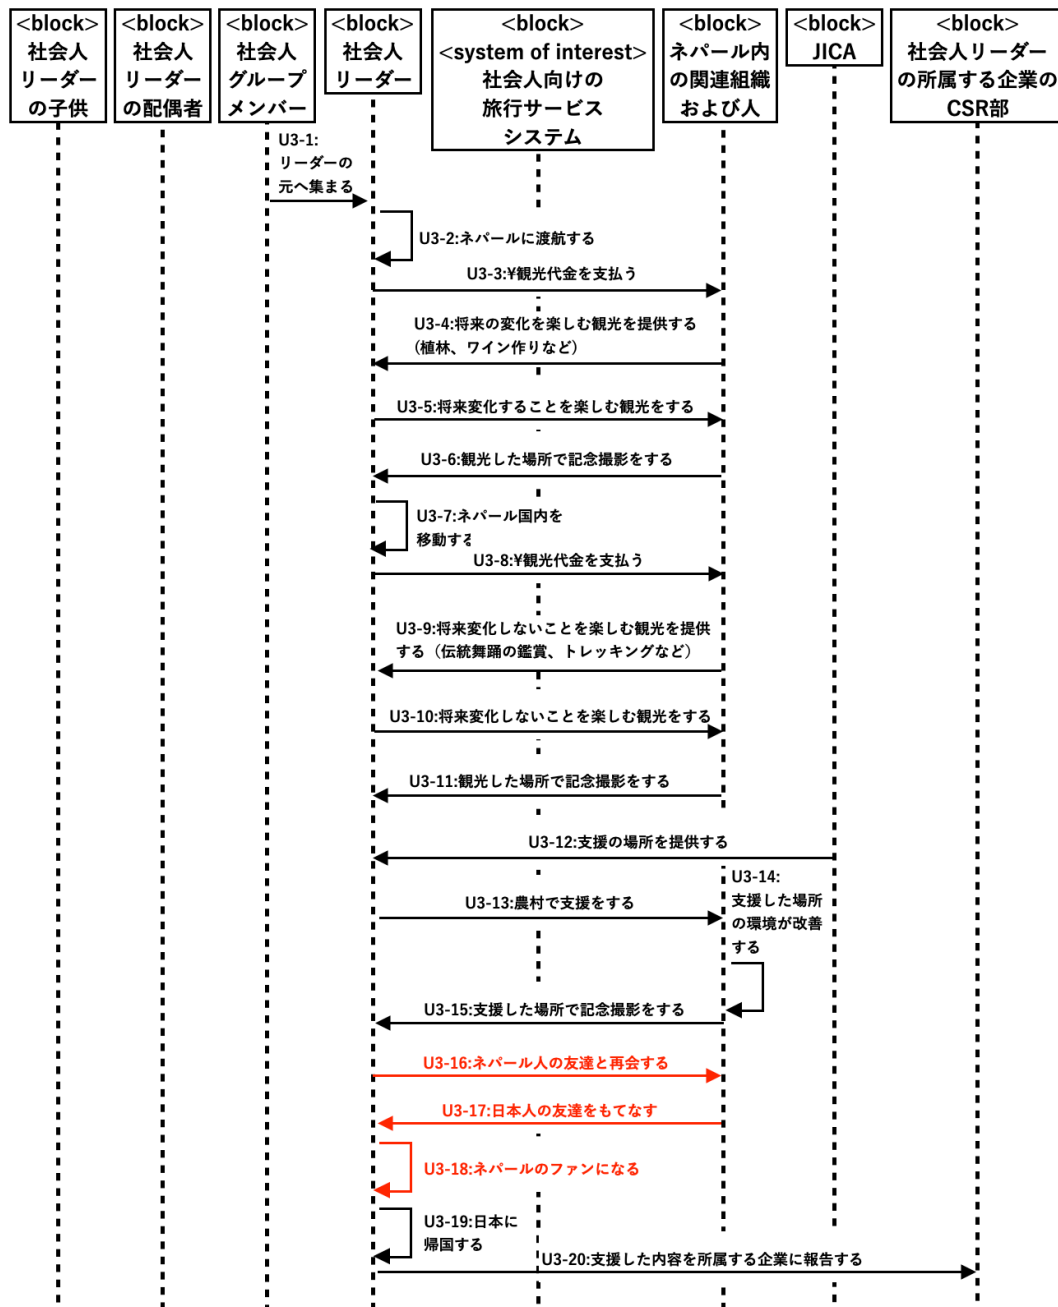 <block>
社会人
リーダー
の子供
<block>
社会人
リーダー
の配偶者
<block>
社会人
グループ
メンバー
<block>
社会人
リーダー
<block>
<system of interest>
社会人向けの
旅行サービス
システム
<block>
ネパール内
の関連組織
および人
<block>
JICA
<block>
社会人リーダー
の所属する企業の
CSR部
U3-1:
リーダーの
元へ集まる
U3-2:ネパールに渡航する
U3-3:¥観光代金を支払う
U3-4:将来の変化を楽しむ観光を提供する
(植林、ワイン作りなど)
U3-5:将来変化することを楽しむ観光をする
U3-6:観光した場所で記念撮影をする
U3-7:ネパール国内を
移動する
U3-8:¥観光代金を支払う
U3-9:将来変化しないことを楽しむ観光を提供
する（伝統舞踊の鑑賞、トレッキングなど）
U3-10:将来変化しないことを楽しむ観光をする
U3-11:観光した場所で記念撮影をする
U3-12:支援の場所を提供する
U3-13:農村で支援をする
U3-14:
支援した場所
の環境が改善
する
U3-15:支援した場所で記念撮影をする
U3-16:ネパール人の友達と再会する
U3-17:日本人の友達をもてなす
U3-18:ネパールのファンになる
U3-19:日本に
帰国する
U3-20:支援した内容を所属する企業に報告する